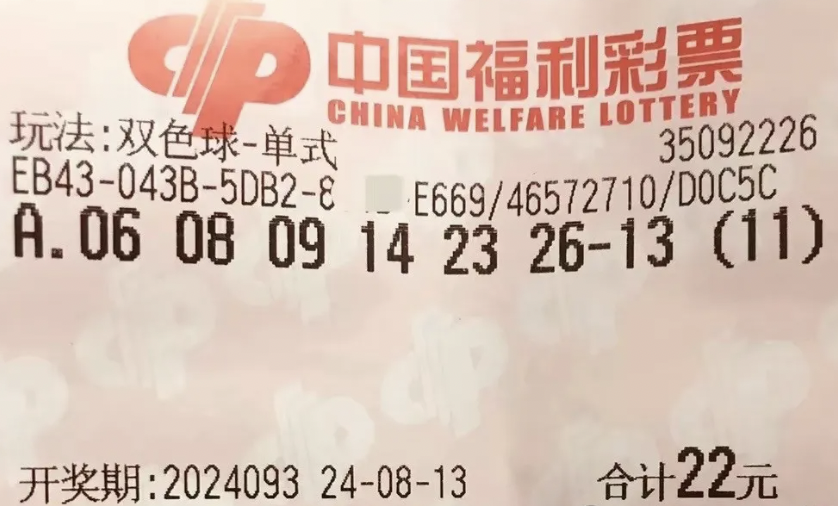 中国福利彩票
CHINA WELFARE LOTTERY
玩法:双色球-单式 35092226
EB43-043B-5DB2-8 E669/46572710/D0C5C
A.06 08 09 14 23 26-13 (11)
开奖期:2024093 24-08-13 合计22元